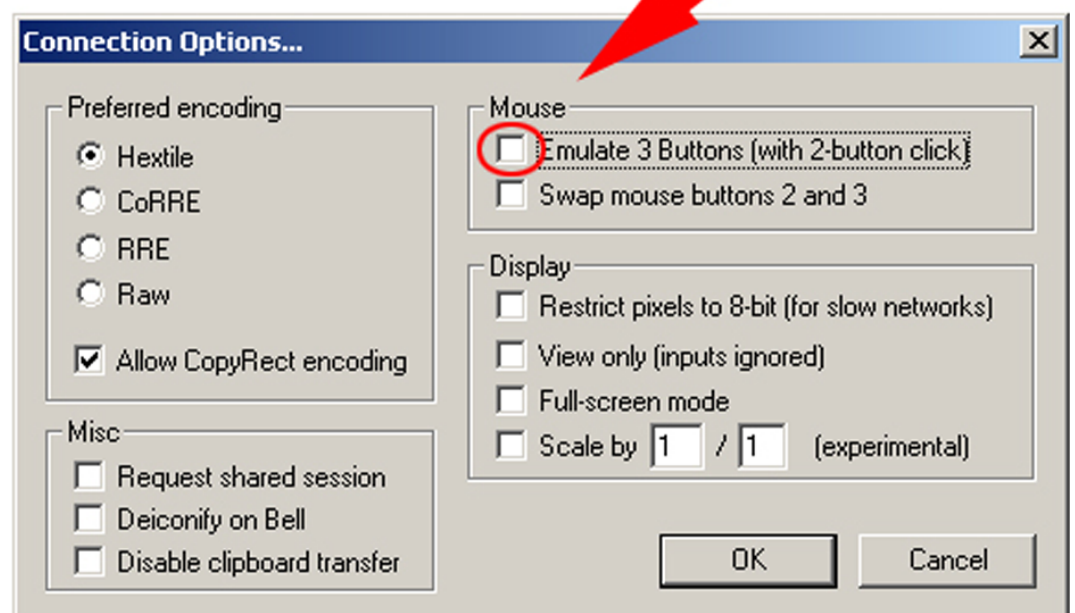 Connection Options...
Preferred encoding
Hextile
CoRRE
RRE
Raw
Allow CopyRect encoding
Misc
Request shared session
Deiconify on Bell
Disable clipboard transfer
Mouse
Emulate 3 Buttons (with 2-button click)
Swap mouse buttons 2 and 3
Display
Restrict pixels to 8-bit (for slow networks)
View only (inputs ignored)
Full-screen mode
Scale by 1 / 1 (experimental)
OK Cancel